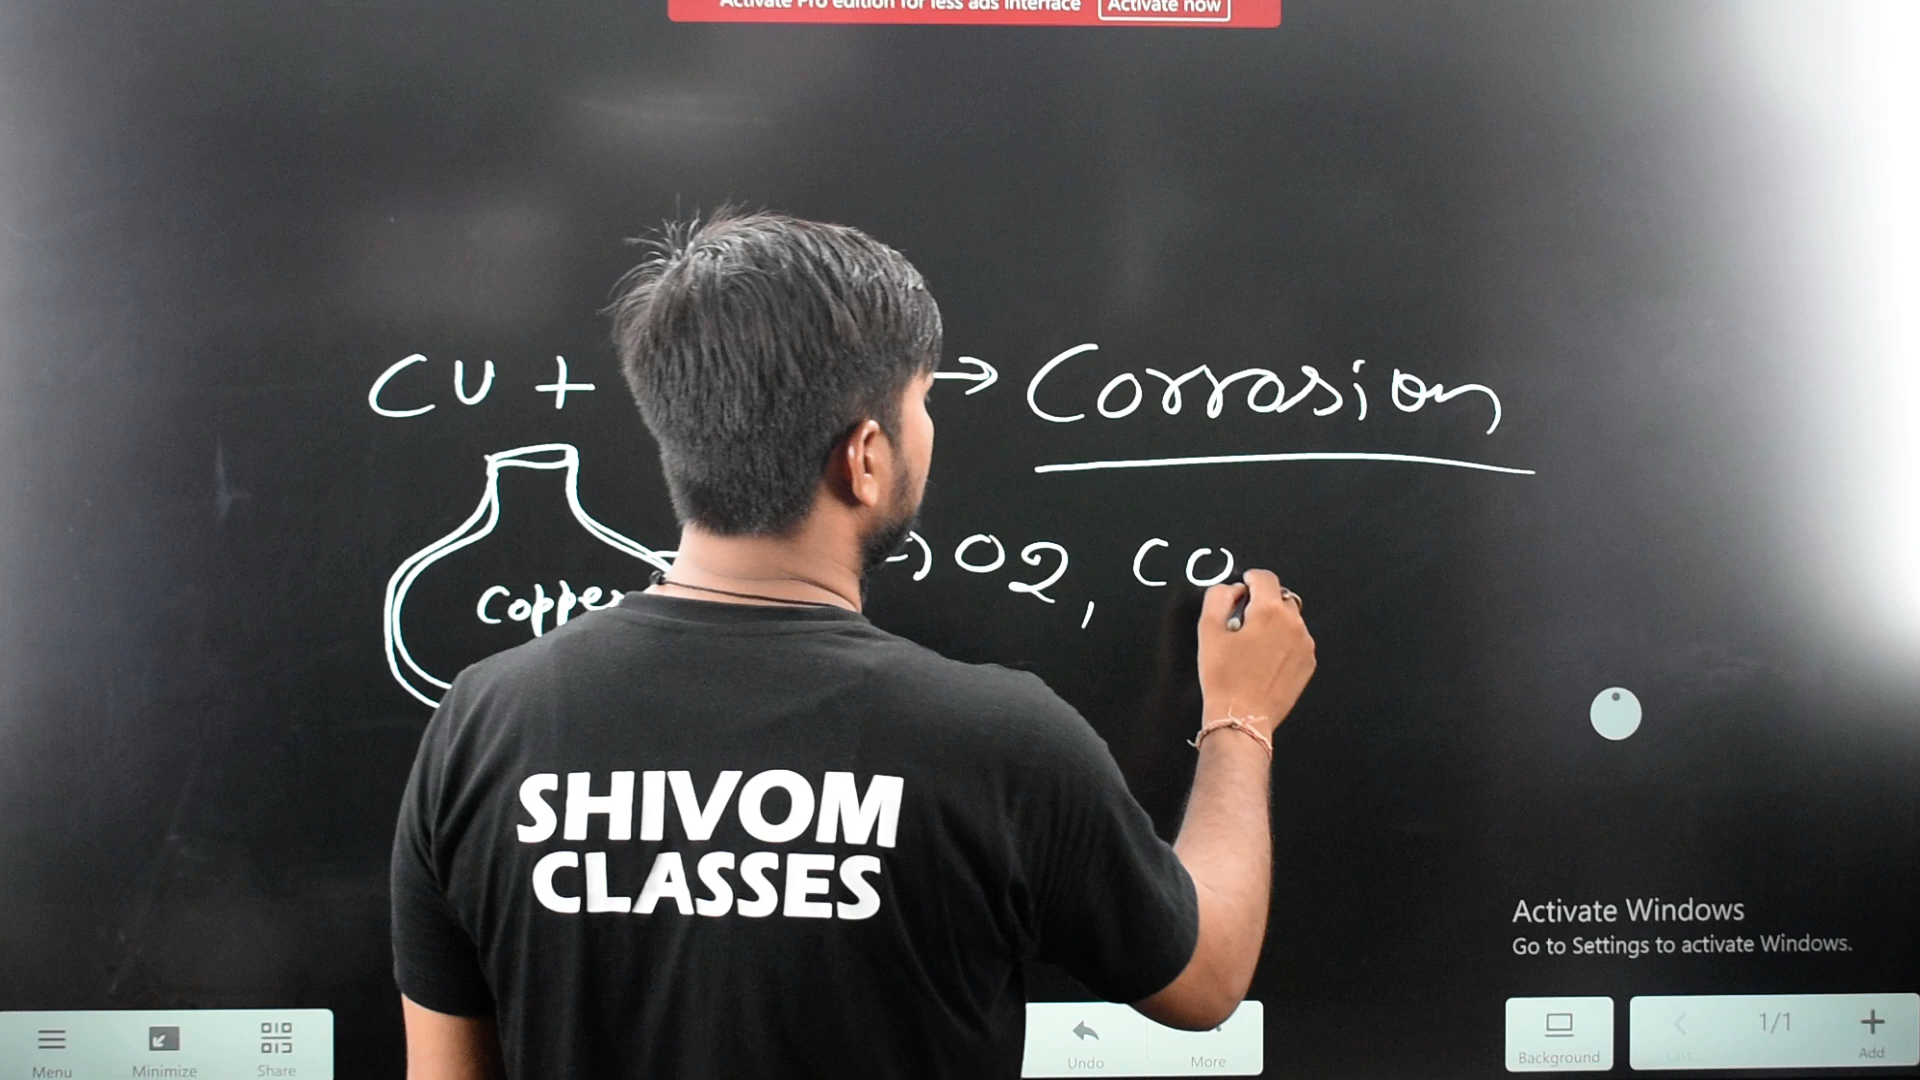 Activate Pro edition for less ads interface Activate now
CU + → Corrosion
→ O2, CO
Copper
SHIVOM
CLASSES
Activate Windows
Go to Settings to activate Windows.
Menu Minimize Share Undo More Background Last 1/1 Add